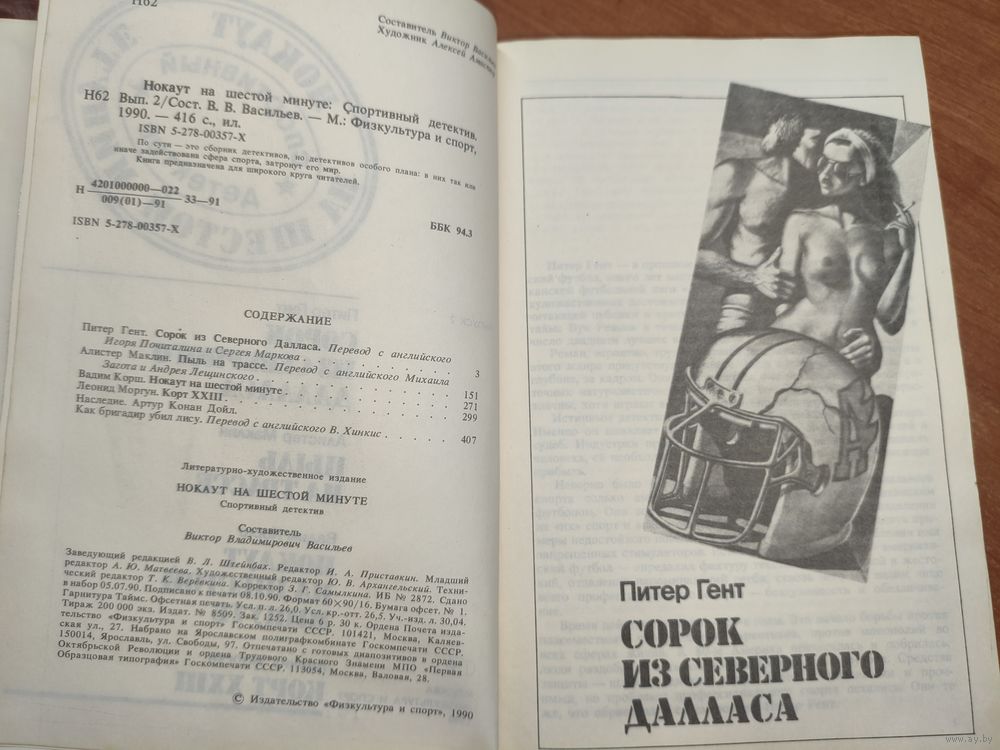 Н62
Составитель Виктор
Художник Алексей
Нокаут на шестой минуте: Спортивный детектив.
Н62 Вып. 2/Сост. В. В. Васильев. — М.: Физкультура и спорт,
1990. — 416 с., ил.
ISBN 5-278-00357-X
По сути — это сборник детективов, но детективов особого плана: в них так или
иначе задействована сфера спорта, затронут его мир.
Книга предназначена для широкого круга читателей.
Н 4201000000—022
009(01)—91 33—91
ISBN 5-278-00357-X
ББК 94.3
СОДЕРЖАНИЕ
Питер Гент. Сорок из Северного Далласа. Перевод с английского
Игоря Почиталина и Сергея Маркова . . . 3
Алистер Маклин. Пыль на трассе. Перевод с английского Михаила
Загота и Андрея Лещинского . . . 151
Вадим Корш. Нокаут на шестой минуте . . . 271
Леонид Моргун. Корт XXIII . . . 299
Наследие. Артур Конан Дойл.
Как бригадир убил лису. Перевод с английского В. Хинкис . . . 407
Литературно-художественное издание
НОКАУТ НА ШЕСТОЙ МИНУТЕ
Спортивный детектив
Составитель
Виктор Владимирович Васильев
Заведующий редакцией В. Л. Штейнбах. Редактор И. А. Приставкин. Младший
редактор А. Ю. Матвеева. Художественный редактор Ю. В. Архангельский. Техни-
ческий редактор Т. К. Верёвкина. Корректор З. Г. Самылкина. ИБ № 2872. Сдано
в набор 05.07.90. Подписано к печати 08.10.90. Формат 60×90/16. Бумага офсет. № 1.
Гарнитура Таймс. Офсетная печать. Усл. п. л. 26,0. Усл. кр.-отт. 26,5. Уч.-изд. л. 30,04.
Тираж 200 000 экз. Издат. № 8509. Зак. 1252. Цена 6 р. 30 к. Ордена Почета изда-
тельство «Физкультура и спорт» Госкомпечати СССР. 101421, Москва, Каляев-
ская ул., 27. Набрано на Ярославском полиграфкомбинате Госкомпечати СССР.
150014, Ярославль, ул. Свободы, 97. Отпечатано с готовых диапозитивов в ордена
Октябрьской Революции и ордена Трудового Красного Знамени МПО «Первая
Образцовая типография» Госкомпечати СССР. 113054, Москва, Валовая, 28.
© Издательство «Физкультура и спорт», 1990
Питер Гент
СОРОК
ИЗ СЕВЕРНОГО
ДАЛЛАСА
www.ay.by